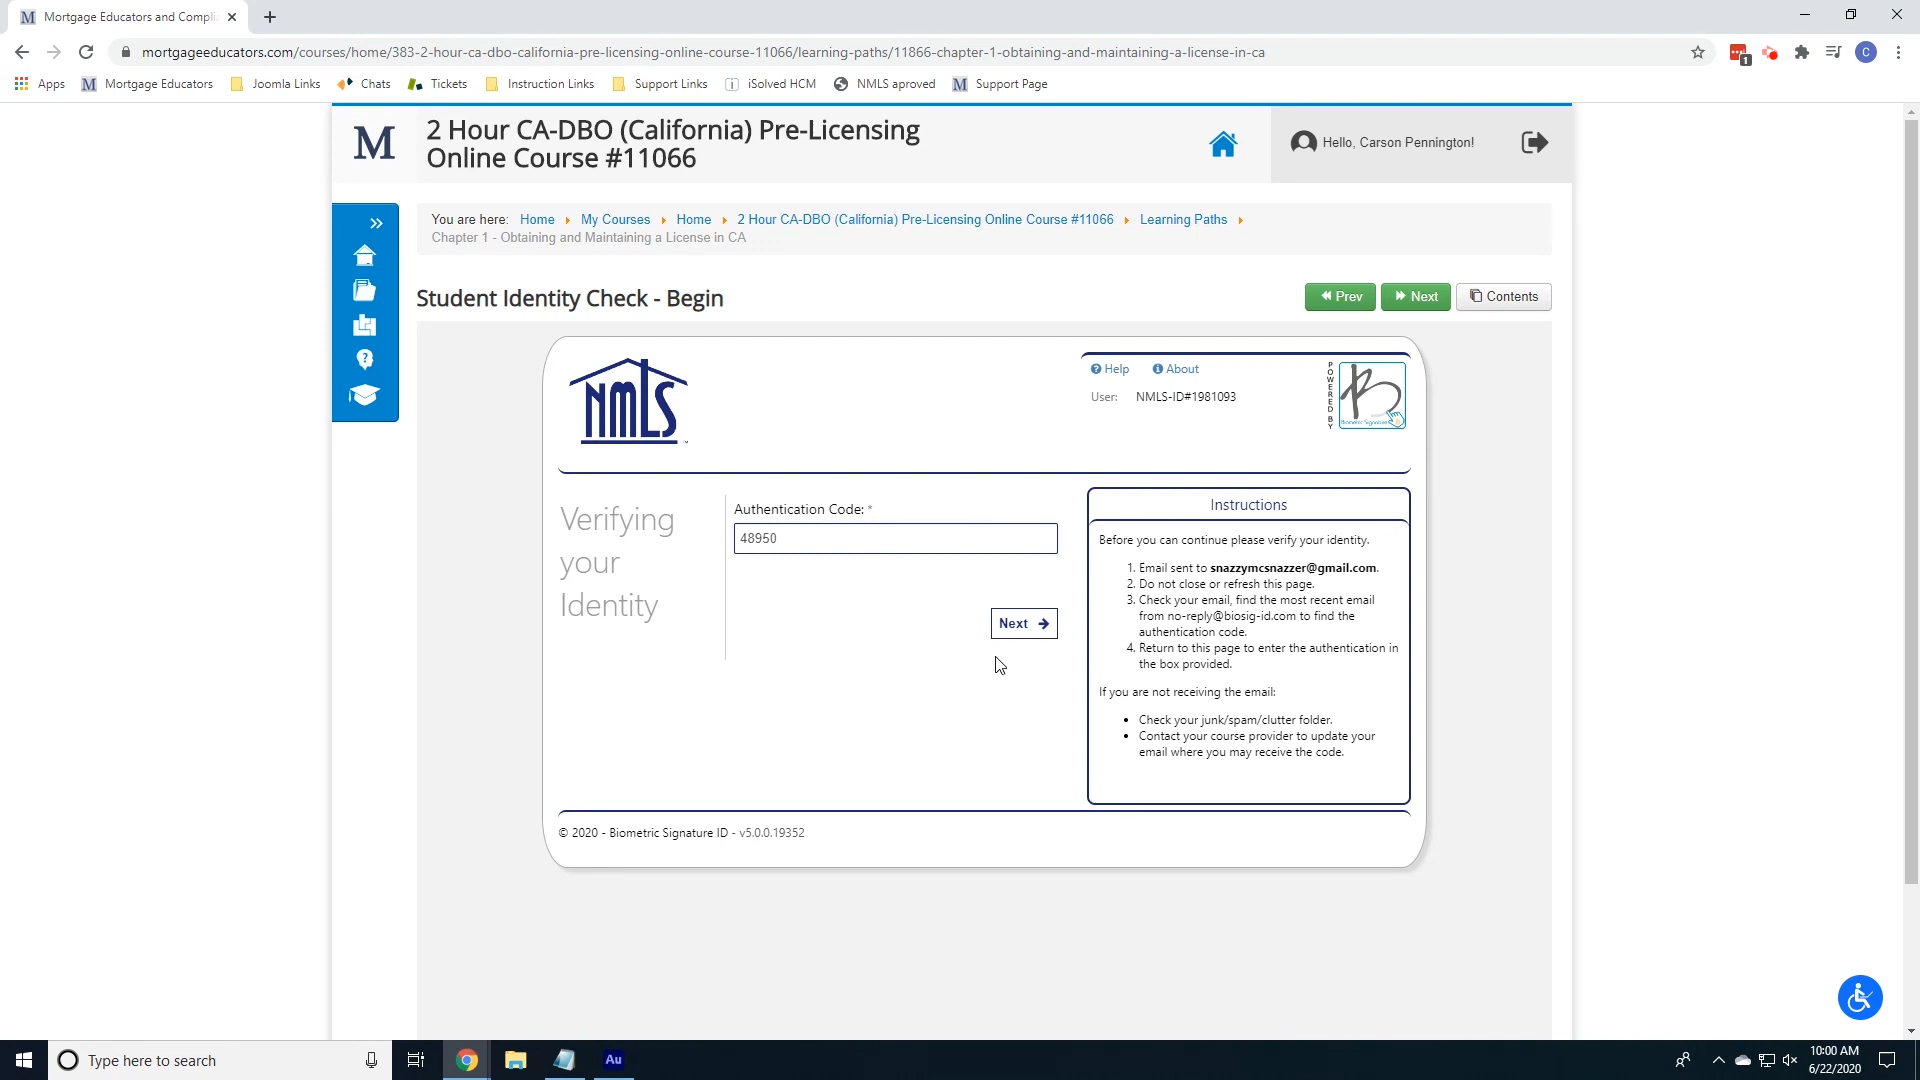 Mortgage Educators and Compli
mortgageeducators.com/courses/home/383-2-hour-ca-dbo-california-pre-licensing-online-course-11066/learning-paths/11866-chapter-1-obtaining-and-maintaining-a-license-in-ca
1
C
Apps Mortgage Educators Joomla Links Chats Tickets Instruction Links Support Links iSolved HCM NMLS aproved Support Page
M
2 Hour CA-DBO (California) Pre-Licensing
Online Course #11066
Hello, Carson Pennington!
You are here: Home My Courses Home 2 Hour CA-DBO (California) Pre-Licensing Online Course #11066 Learning Paths
Chapter 1 - Obtaining and Maintaining a License in CA
Student Identity Check - Begin
Prev Next Contents
NMLS
Help About
User: NMLS-ID#1981093
POWERED BY
Biometric Signature
Verifying
your
Identity
Authentication Code: *
48950
Next
Instructions
Before you can continue please verify your identity.
1. Email sent to snazzymcsnazzer@gmail.com.
2. Do not close or refresh this page.
3. Check your email, find the most recent email
from no-reply@biosig-id.com to find the
authentication code.
4. Return to this page to enter the authentication in
the box provided.
If you are not receiving the email:
• Check your junk/spam/clutter folder.
• Contact your course provider to update your
email where you may receive the code.
© 2020 - Biometric Signature ID - v5.0.0.19352
Type here to search
Au
10:00 AM
6/22/2020